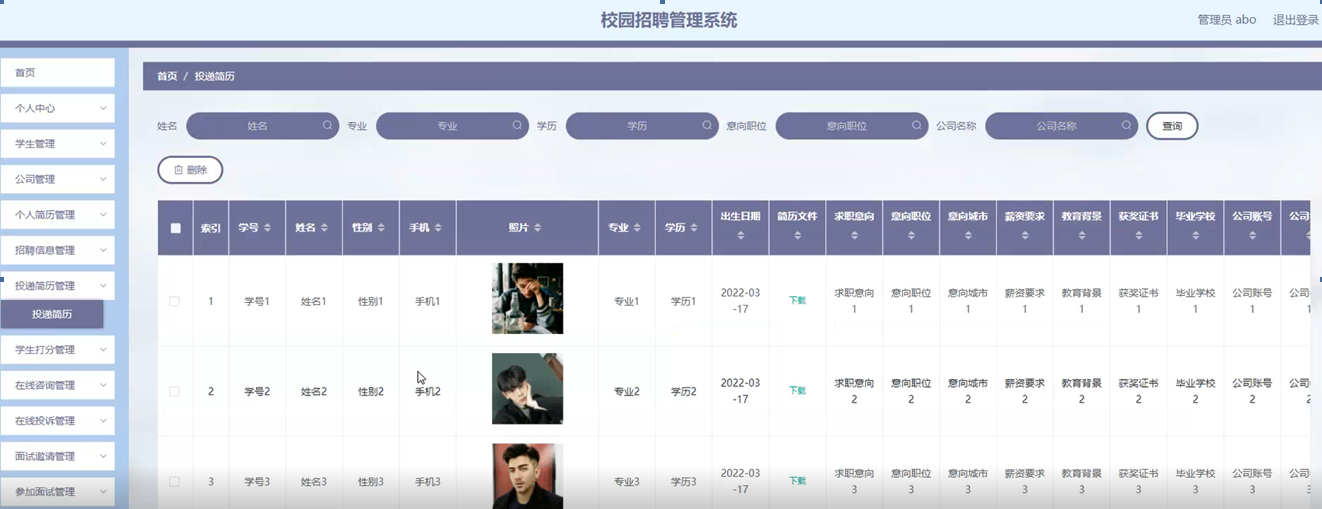 校园招聘管理系统
管理员 abo 退出登录
首页
个人中心
学生管理
公司管理
个人简历管理
招聘信息管理
投递简历管理
投递简历
学生打分管理
在线咨询管理
在线投诉管理
面试邀请管理
参加面试管理
首页 / 投递简历
姓名 姓名 专业 专业 学历 学历 意向职位 意向职位 公司名称 公司名称 查询
删除
索引 学号 姓名 性别 手机 照片 专业 学历 出生日期 简历文件 求职意向 意向职位 意向城市 薪资要求 教育背景 获奖证书 毕业学校 公司账号 公司
1 学号1 姓名1 性别1 手机1 专业1 学历1 2022-03-17 下载 求职意向1 意向职位1 意向城市1 薪资要求1 教育背景1 获奖证书1 毕业学校1 公司账号1 公司1
2 学号2 姓名2 性别2 手机2 专业2 学历2 2022-03-17 下载 求职意向2 意向职位2 意向城市2 薪资要求2 教育背景2 获奖证书2 毕业学校2 公司账号2 公司2
3 学号3 姓名3 性别3 手机3 专业3 学历3 2022-03-17 下载 求职意向3 意向职位3 意向城市3 薪资要求3 教育背景3 获奖证书3 毕业学校3 公司账号3 公司3